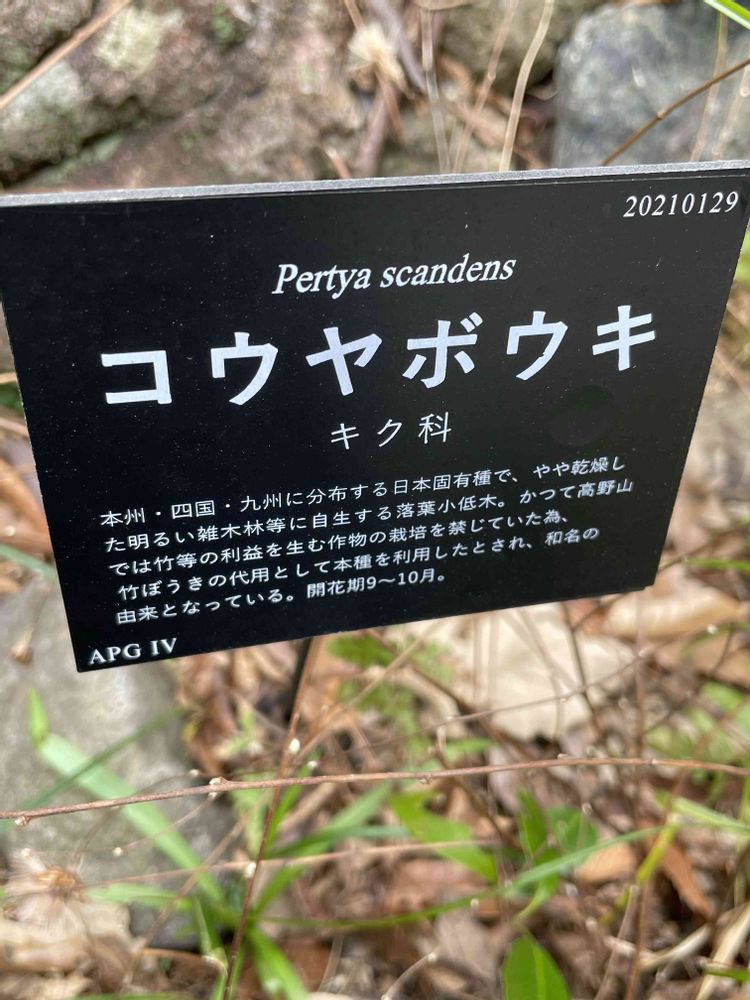 20210129
Pertya scandens
コウヤボウキ
キク科
本州・四国・九州に分布する日本固有種で、やや乾燥し
た明るい雑木林等に自生する落葉小低木。かつて高野山
では竹等の利益を生む作物の栽培を禁じていた為、
竹ぼうきの代用として本種を利用したとされ、和名の
由来となっている。開花期9～10月。
APG IV